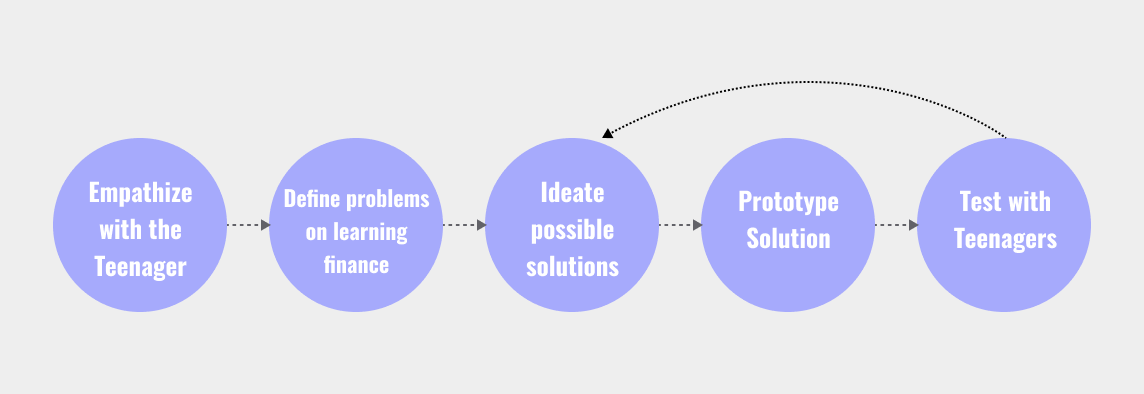 Empathize
with the
Teenager
Define problems
on learning
finance
Ideate
possible
solutions
Prototype
Solution
Test with
Teenagers